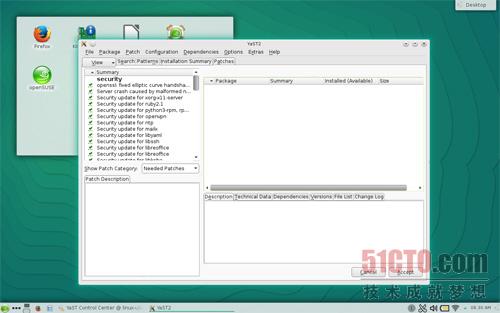 Desktop
Firefox
openSUSE
YaST2
File Package Patch Configuration Dependencies Options Extras Help
View Search Patterns Installation Summary Patches
Summary
security
openssl: fixed elliptic curve handsha...
Server crash caused by malformed n...
Security update for xorg-x11-server
Security update for ruby2.1
Security update for python3-rpm, rp...
Security update for openvpn
Security update for ntp
Security update for mailx
Security update for libyaml
Security update for libssh
Security update for libreoffice
Security update for libreoffice
Package Summary Installed (Available) Size
Show Patch Category: Needed Patches
Patch Description
Description Technical Data Dependencies Versions File List Change Log
Cancel Accept
51CTO.com
技术成就梦想
YaST Control Center @ linux-
YaST2